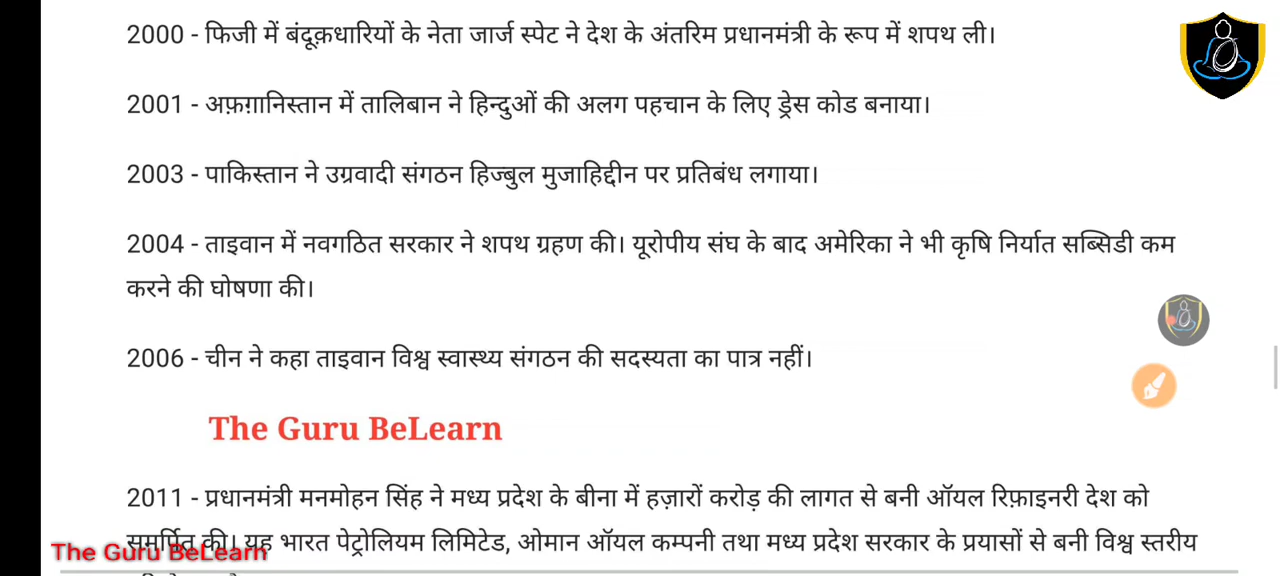 2000 - फिजी में बंदूक़धारियों के नेता जार्ज स्पेट ने देश के अंतरिम प्रधानमंत्री के रूप में शपथ ली।
2001 - अफ़ग़ानिस्तान में तालिबान ने हिन्दुओं की अलग पहचान के लिए ड्रेस कोड बनाया।
2003 - पाकिस्तान ने उग्रवादी संगठन हिज्बुल मुजाहिद्दीन पर प्रतिबंध लगाया।
2004 - ताइवान में नवगठित सरकार ने शपथ ग्रहण की। यूरोपीय संघ के बाद अमेरिका ने भी कृषि निर्यात सब्सिडी कम
करने की घोषणा की।
2006 - चीन ने कहा ताइवान विश्व स्वास्थ्य संगठन की सदस्यता का पात्र नहीं।
The Guru BeLearn
2011 - प्रधानमंत्री मनमोहन सिंह ने मध्य प्रदेश के बीना में हज़ारों करोड़ की लागत से बनी ऑयल रिफ़ाइनरी देश को
समर्पित की। यह भारत पेट्रोलियम लिमिटेड, ओमान ऑयल कम्पनी तथा मध्य प्रदेश सरकार के प्रयासों से बनी विश्व स्तरीय
The Guru BeLearn